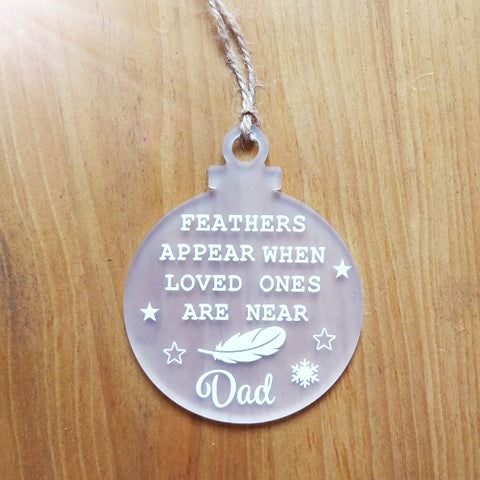 FEATHERS
APPEAR WHEN
LOVED ONES
ARE NEAR
Dad